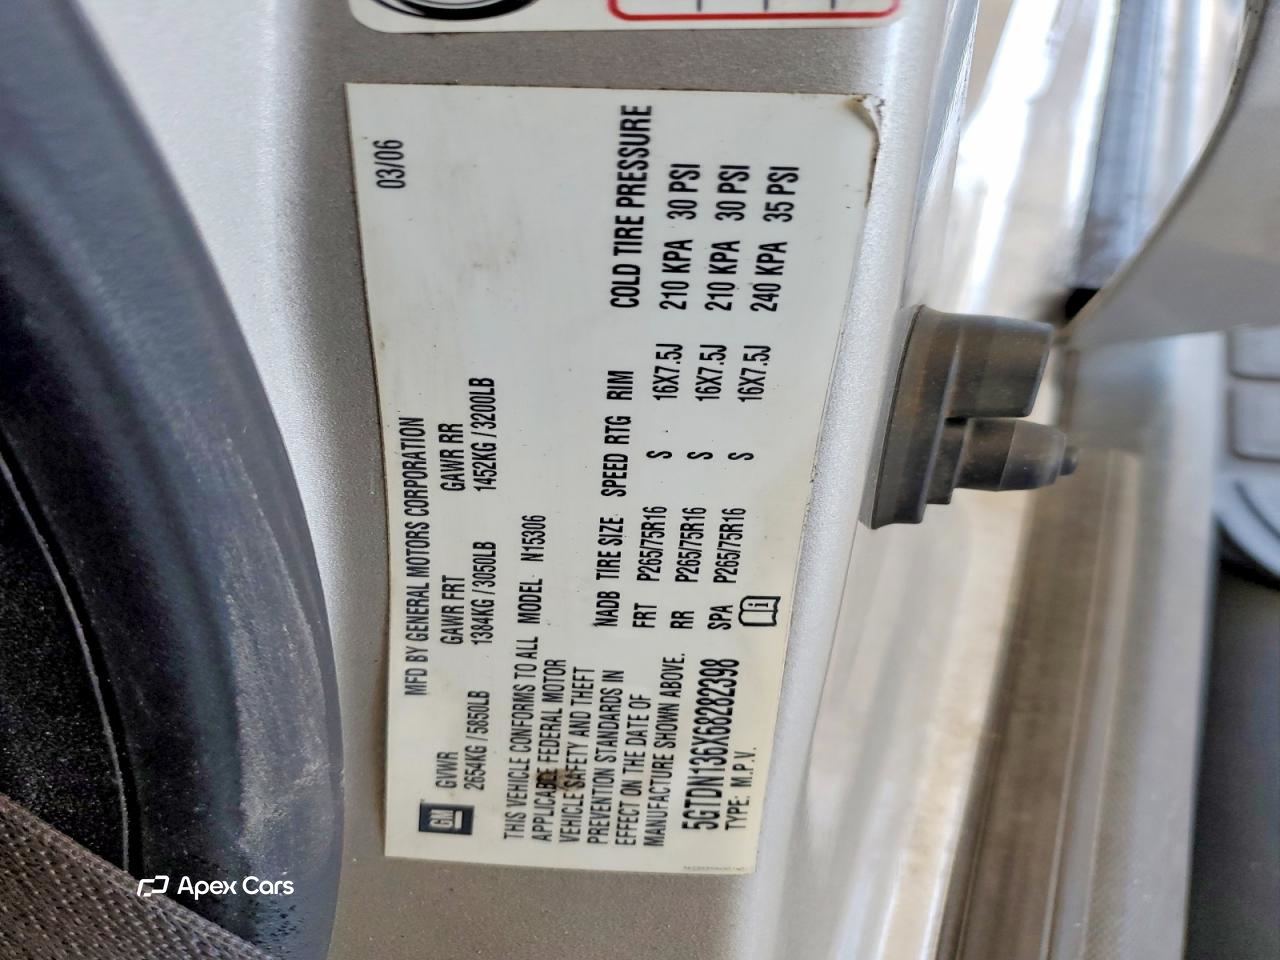 03/06
MFD BY GENERAL MOTORS CORPORATION
GVWR GAWR FRT GAWR RR
2654KG / 5850LB 1384KG / 3050LB 1452KG / 3200LB
THIS VEHICLE CONFORMS TO ALL
APPLICABLE FEDERAL MOTOR
VEHICLE SAFETY AND THEFT
PREVENTION STANDARDS IN
EFFECT ON THE DATE OF
MANUFACTURE SHOWN ABOVE.
5GTDN136X68282398
TYPE: M.P.V.
MODEL: N15306
NADB TIRE SIZE SPEED RTG RIM COLD TIRE PRESSURE
FRT P265/75R16 S 16X7.5J 210 KPA 30 PSI
RR P265/75R16 S 16X7.5J 210 KPA 30 PSI
SPA P265/75R16 S 16X7.5J 240 KPA 35 PSI
GM
Apex Cars